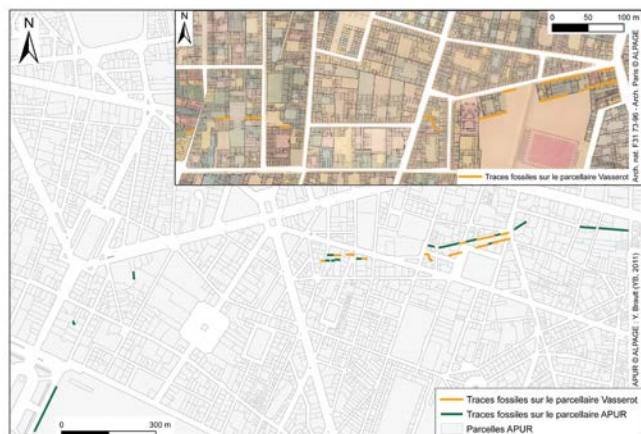 N
N
0 50 100 m
Arch. nat. F31 73-96 - Arch. Paris © ALPAGE
Traces fossiles sur le parcellaire Vasserot
APUR © ALPAGE - Y. Brault (YB, 2011)
Traces fossiles sur le parcellaire Vasserot
Traces fossiles sur le parcellaire APUR
Parcelles APUR
0 300 m